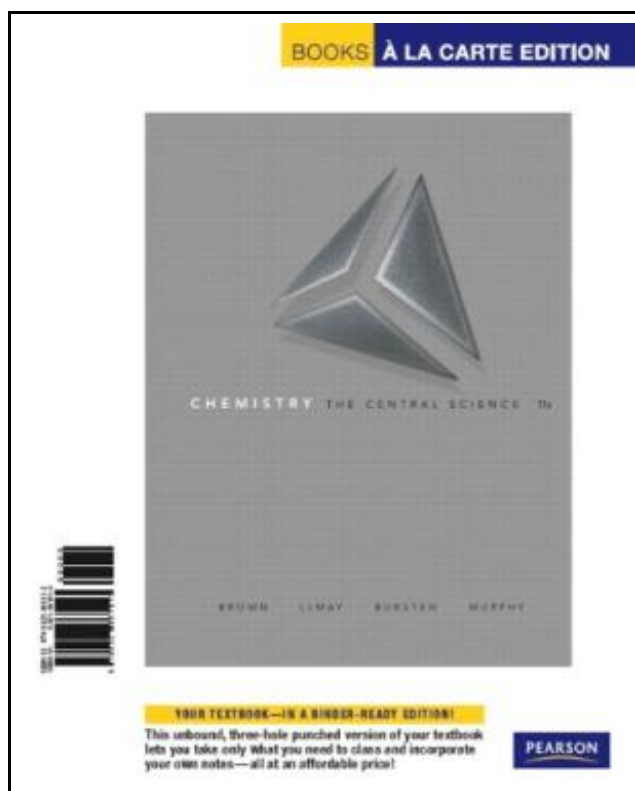 BOOKS À LA CARTE EDITION
CHEMISTRY THE CENTRAL SCIENCE 11e
BROWN LEMAY BURSTEN MURPHY
YOUR TEXTBOOK—IN A BINDER-READY EDITION!
This unbound, three-hole punched version of your textbook
lets you take only what you need to class and incorporate
your own notes—all at an affordable price!
PEARSON